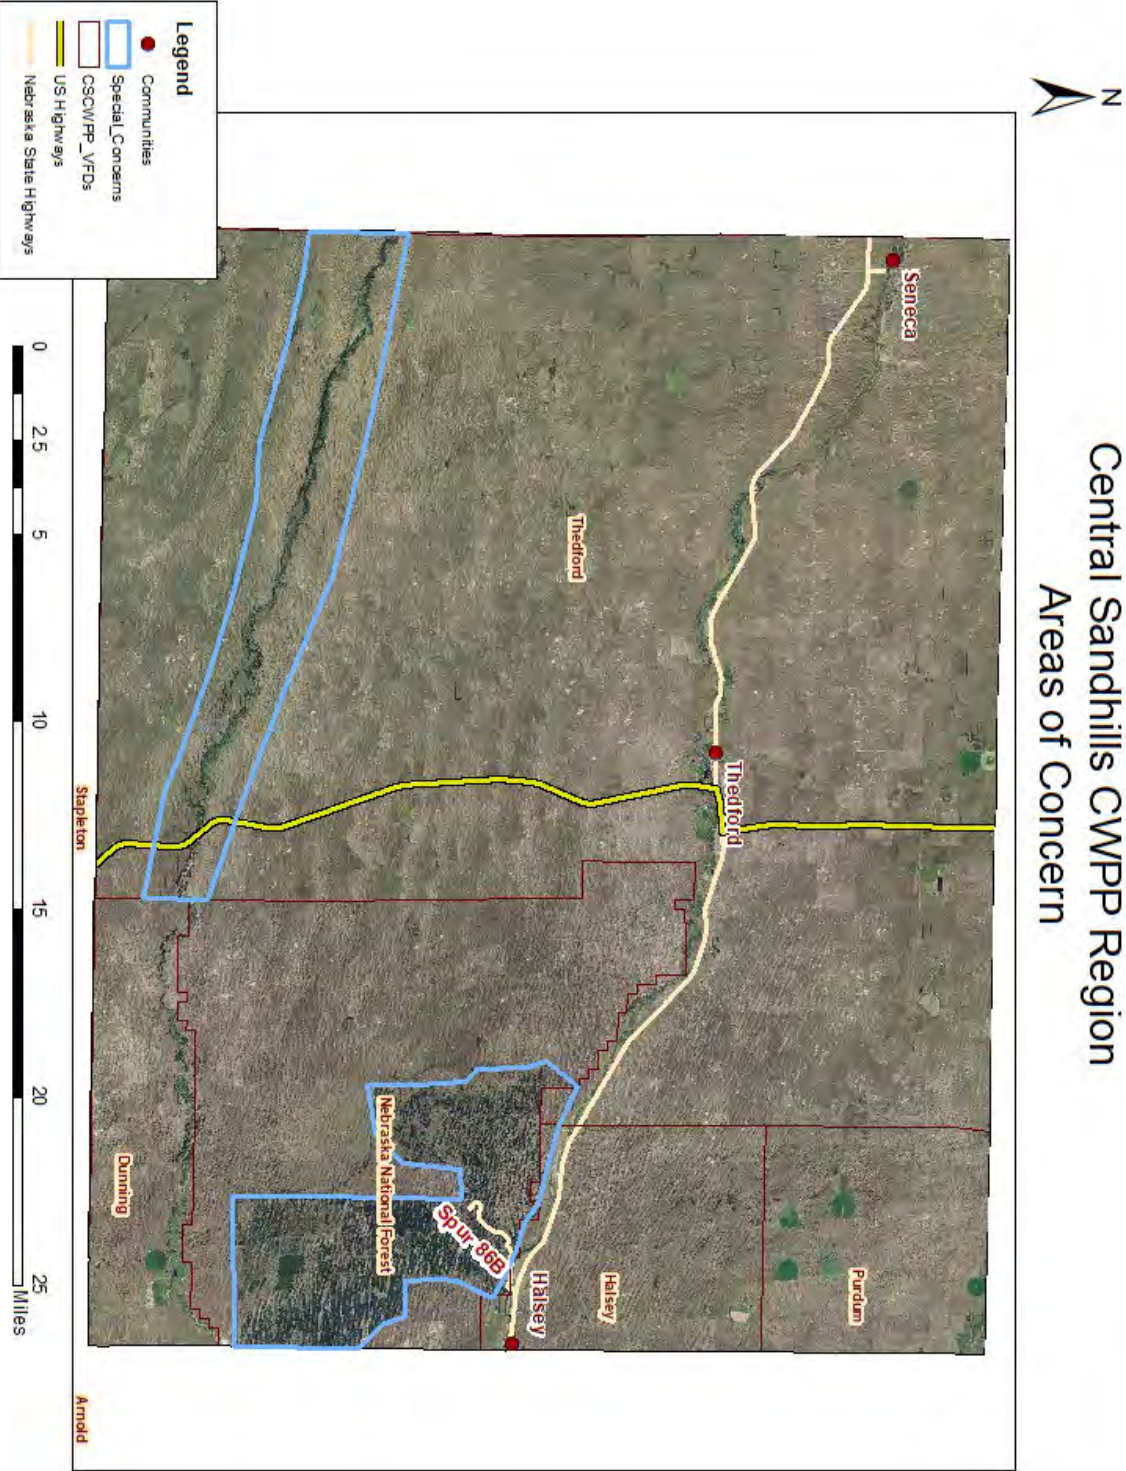 Central Sandhills CWPP Region
Areas of Concern
N
Seneca
Thedford
Thedford
Purdum
Halsey
Halsey
Spur 86B
Nebraska National Forest
Dunning
Stapleton
Arnold
Legend
Communities
Special_Concerns
CSCWPP_VFDs
US Highways
Nebraska State Highways
0 2.5 5 10 15 20 25
Miles